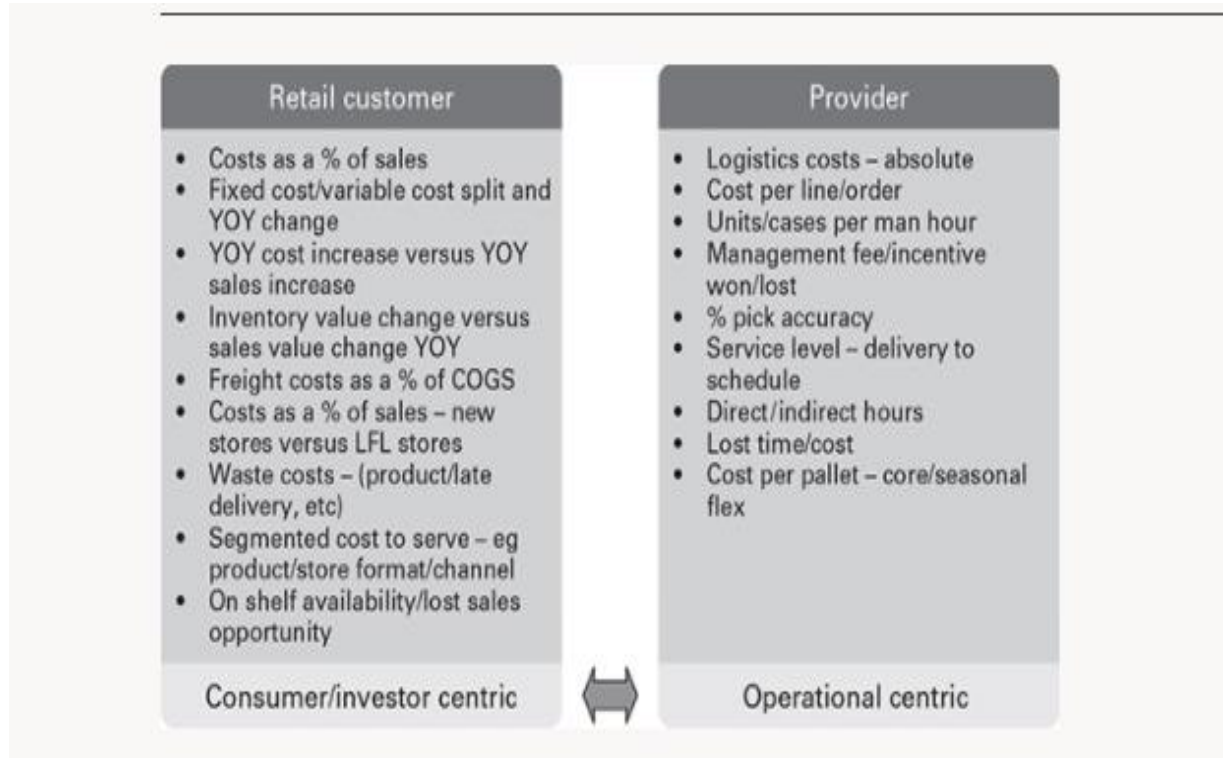 Retail customer
• Costs as a % of sales
• Fixed cost/variable cost split and
YOY change
• YOY cost increase versus YOY
sales increase
• Inventory value change versus
sales value change YOY
• Freight costs as a % of COGS
• Costs as a % of sales – new
stores versus LFL stores
• Waste costs – (product/late
delivery, etc)
• Segmented cost to serve – eg
product/store format/channel
• On shelf availability/lost sales
opportunity
Consumer/investor centric
Provider
• Logistics costs – absolute
• Cost per line/order
• Units/cases per man hour
• Management fee/incentive
won/lost
• % pick accuracy
• Service level – delivery to
schedule
• Direct/indirect hours
• Lost time/cost
• Cost per pallet – core/seasonal
flex
Operational centric